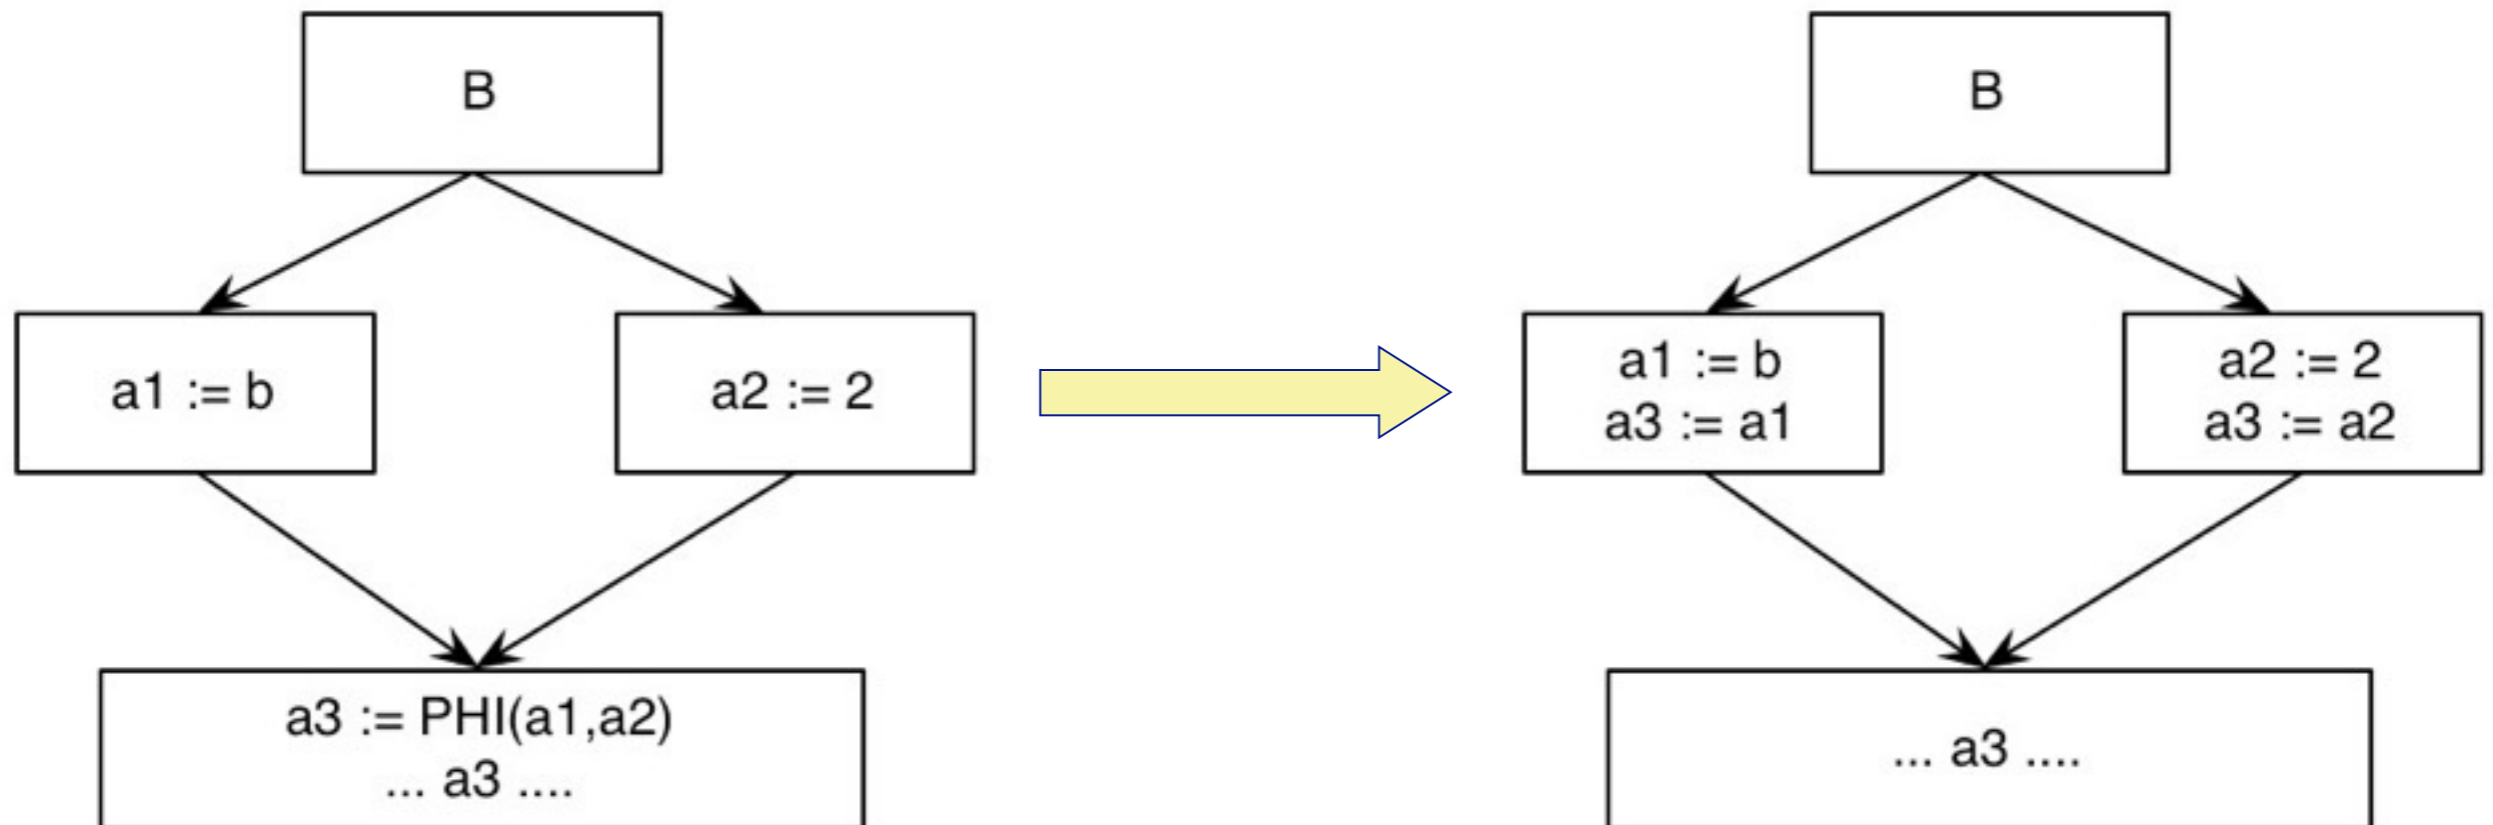 B
a1 := b
a2 := 2
a3 := PHI(a1,a2)
... a3 ....
B
a1 := b
a3 := a1
a2 := 2
a3 := a2
... a3 ....